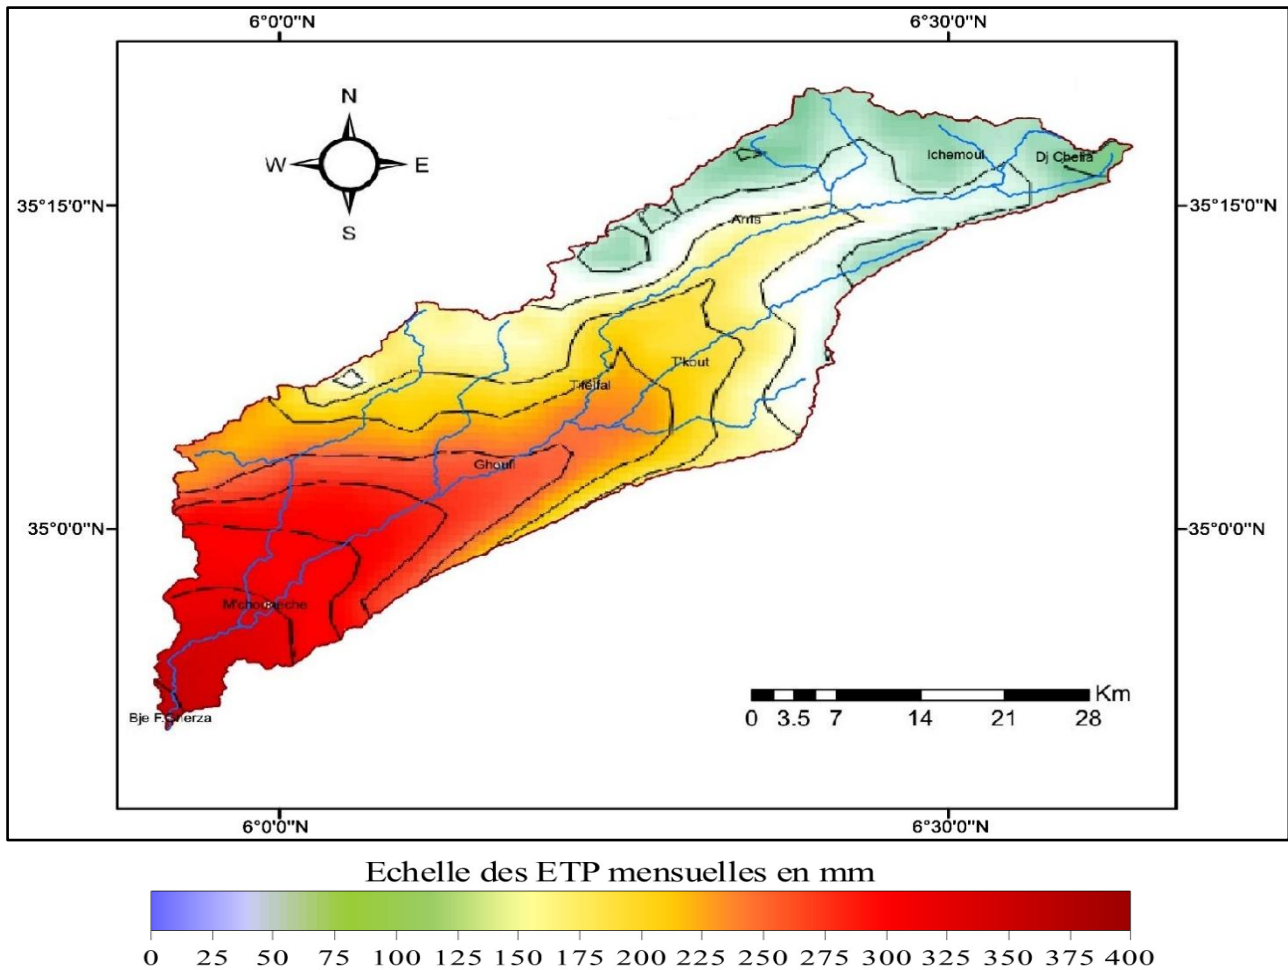 6°0'0"N 6°30'0"N
N
W E
S
35°15'0"N 35°15'0"N
Ichemoul Dj Chelia
Arris
T'kout
Tifelfal
Ghoufi
35°0'0"N 35°0'0"N
M'chouneche
Bje F.Gherza
Km
0 3.5 7 14 21 28
6°0'0"N 6°30'0"N
Echelle des ETP mensuelles en mm
0 25 50 75 100 125 150 175 200 225 250 275 300 325 350 375 400